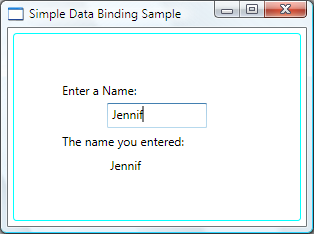 Simple Data Binding Sample
Enter a Name:
Jennif
The name you entered:
Jennif